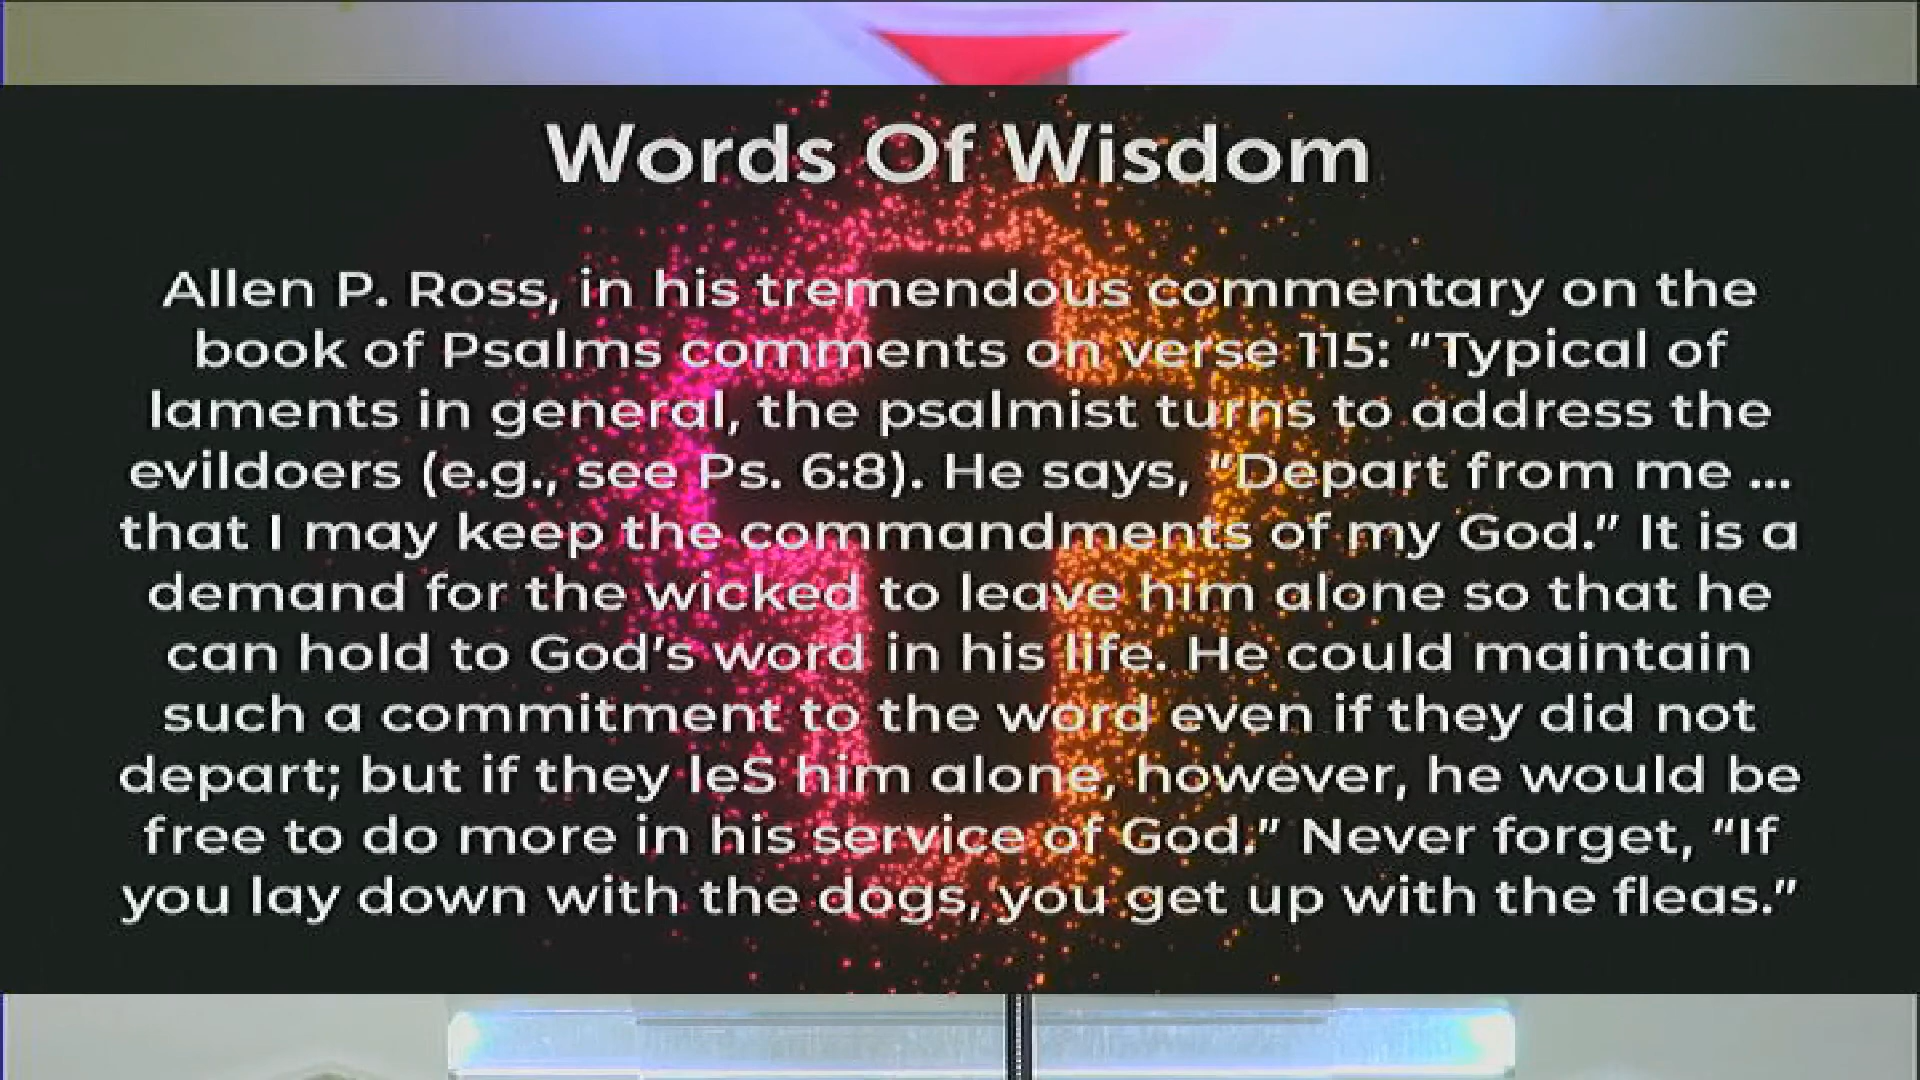 Words Of Wisdom
Allen P. Ross, in his tremendous commentary on the
book of Psalms comments on verse 115: “Typical of
laments in general, the psalmist turns to address the
evildoers (e.g., see Ps. 6:8). He says, “Depart from me ...
that I may keep the commandments of my God.” It is a
demand for the wicked to leave him alone so that he
can hold to God’s word in his life. He could maintain
such a commitment to the word even if they did not
depart; but if they leS him alone, however, he would be
free to do more in his service of God.” Never forget, “If
you lay down with the dogs, you get up with the fleas.”